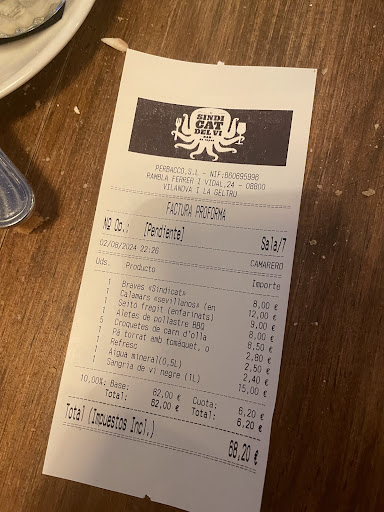 SINDI
CAT
DEL VI
PERBACCO,S.L - NIF:
RAMBLA FERRER I VIDAL,24 - 08800
VILANOVA I LA GELTRU
FACTURA PROFORMA
Nº Op.: [Pendiente] Sala/7
02/08/2024 22:26 CAMARERO
Uds. Producto Importe
1 Braves «Sindicat» 8,00 €
1 Calamars «sevillanos» (en 12,00 €
1 Seitó fregit (enfarinats) 9,00 €
1 Aletes de pollastre BBQ 8,00 €
5 Croquetes de carn d'olla 8,50 €
1 Pà torrat amb tomàquet, o 2,80 €
1 Refresc 2,50 €
1 Aigua mineral(0,5L) 2,40 €
1 Sangria de vi negre (1L) 15,00 €
10,00%: Base: 62,00 € Cuota: 6,20 €
Total: 62,00 € Total: 6,20 €
Total (Impuestos Incl.) 68,20 €